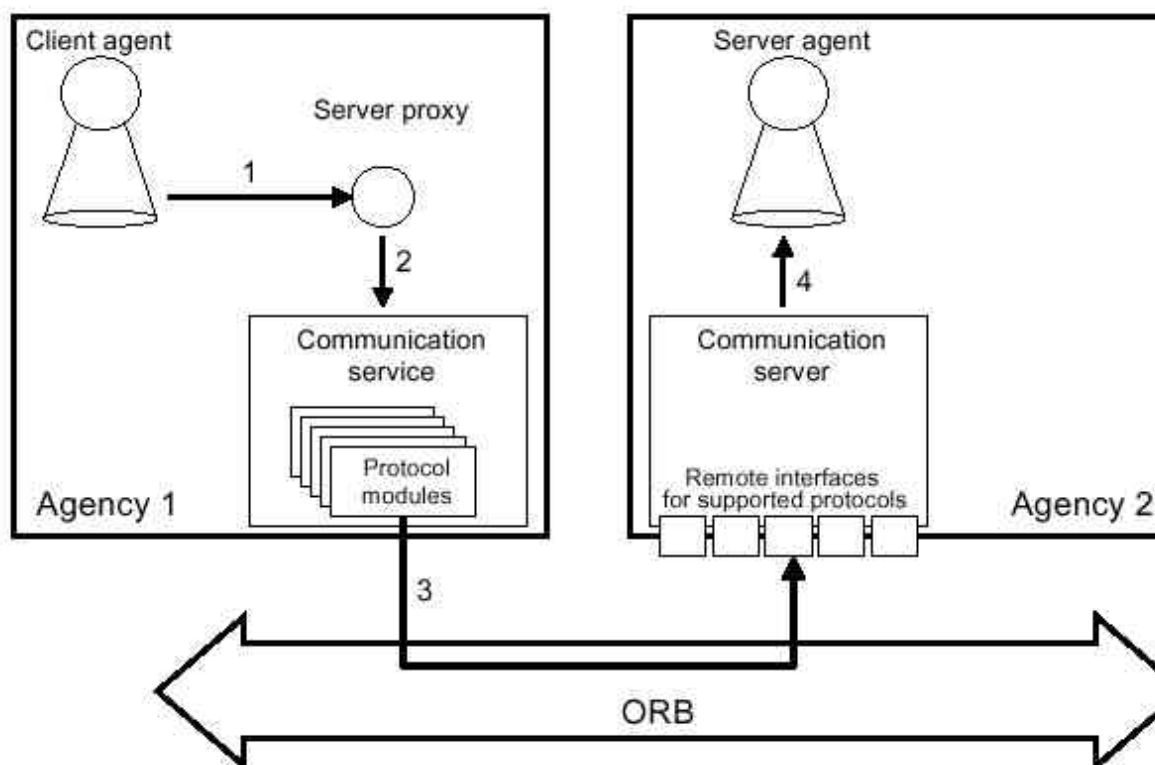 Client agent
Server proxy
1
2
Communication
service
Protocol
modules
Agency 1
3
Server agent
4
Communication
server
Remote interfaces
for supported protocols
Agency 2
ORB